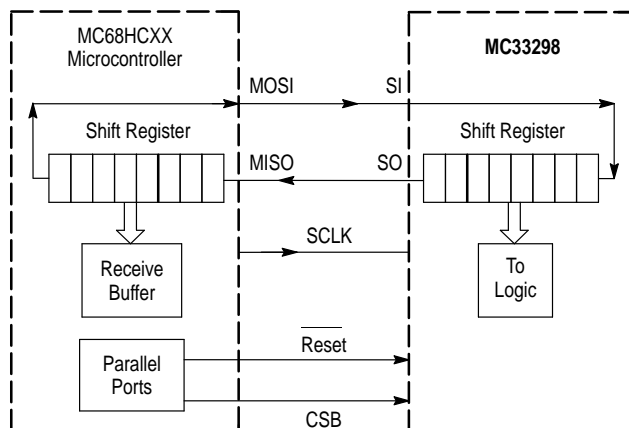 MC68HCXX
Microcontroller
MC33298
MOSI
SI
Shift Register
Shift Register
MISO
SO
SCLK
Receive
Buffer
To
Logic
Parallel
Ports
Reset
CSB